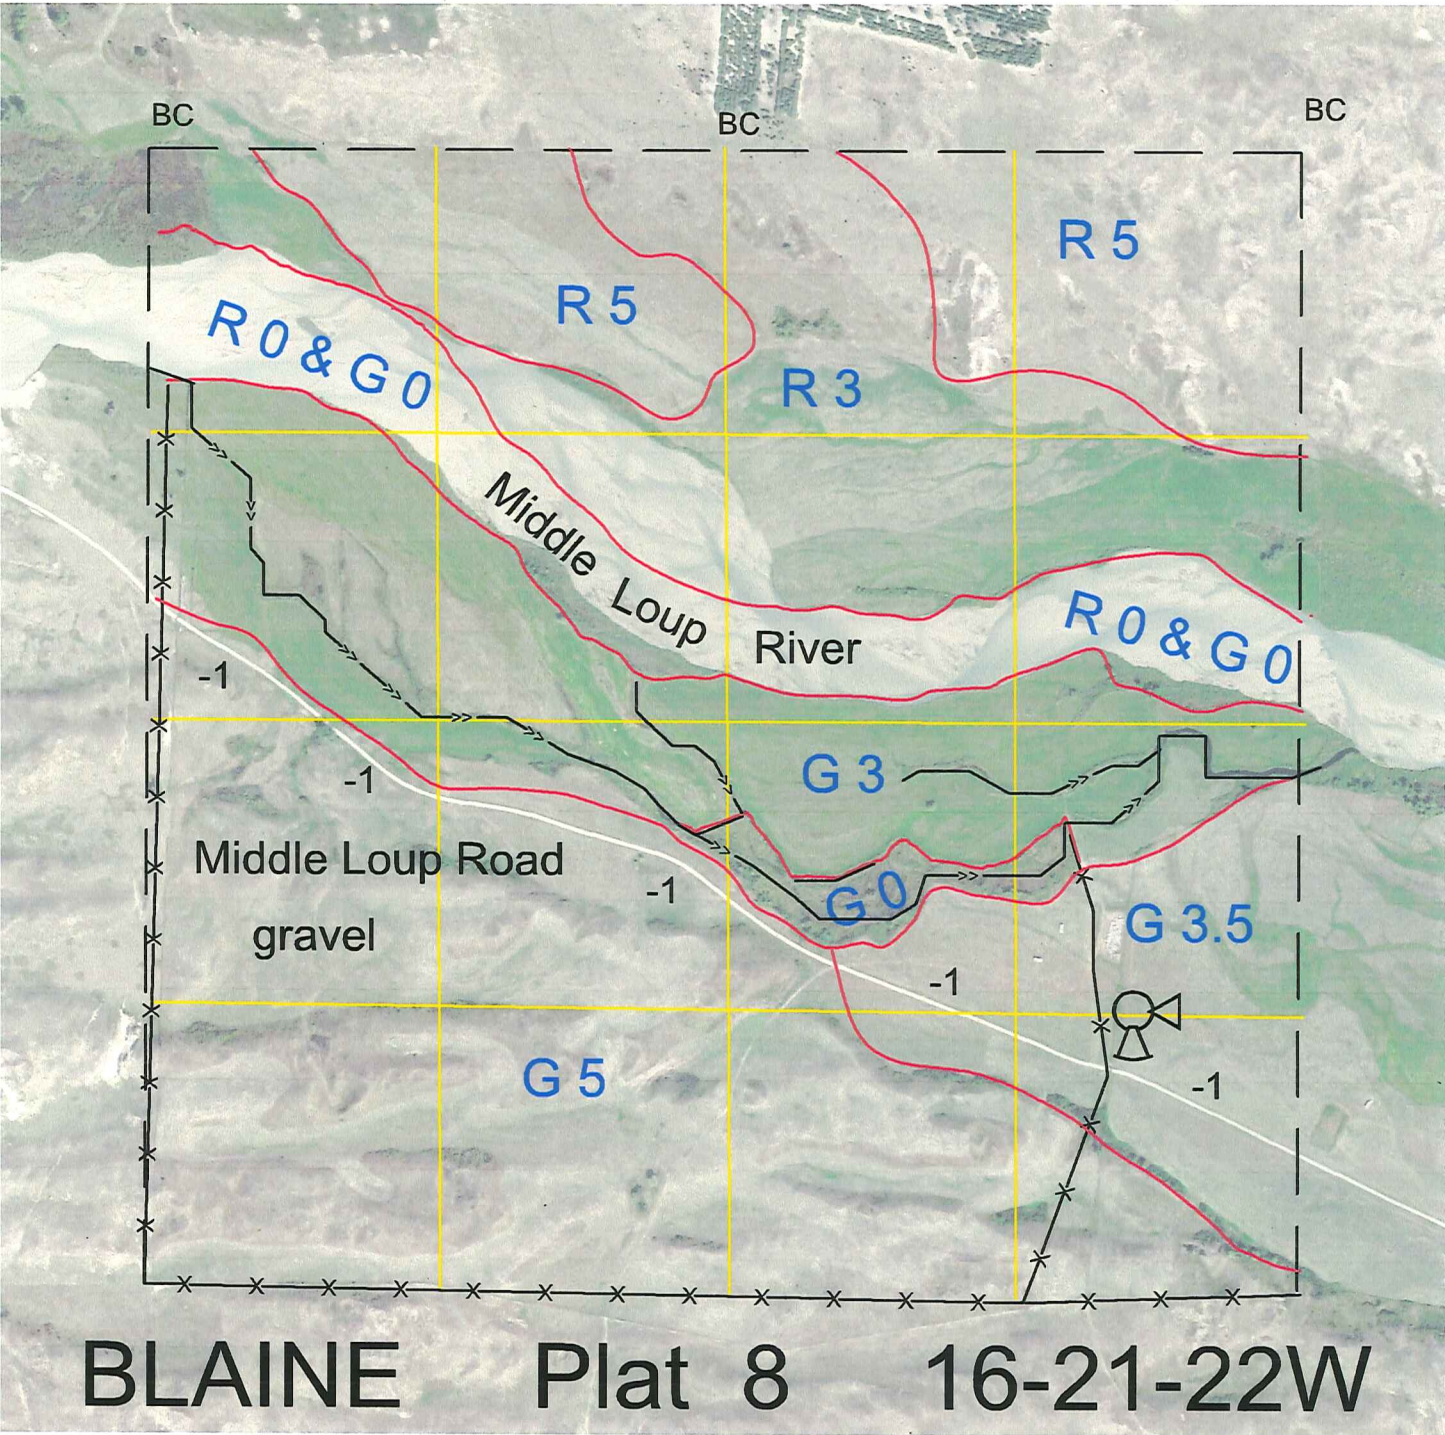 BC
BC
BC
R 5
R 5
R 0 & G 0
R 3
Middle Loup River
R 0 & G 0
-1
-1
G 3
Middle Loup Road
gravel
-1
G 0
G 3.5
-1
G 5
-1
BLAINE Plat 8 16-21-22W